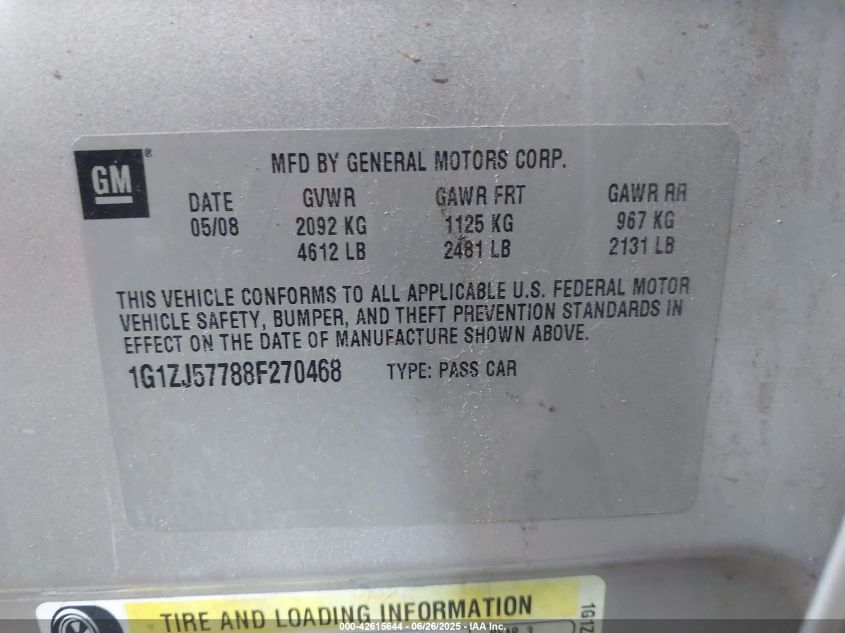 GM®
MFD BY GENERAL MOTORS CORP.
DATE GVWR GAWR FRT GAWR RR
05/08 2092 KG 1125 KG 967 KG
4612 LB 2481 LB 2131 LB
THIS VEHICLE CONFORMS TO ALL APPLICABLE U.S. FEDERAL MOTOR
VEHICLE SAFETY, BUMPER, AND THEFT PREVENTION STANDARDS IN
EFFECT ON THE DATE OF MANUFACTURE SHOWN ABOVE.
1G1ZJ57788F270468 TYPE: PASS CAR
TIRE AND LOADING INFORMATION
1G1Z
000-42615644 - 06/26/2025 - IAA, Inc.